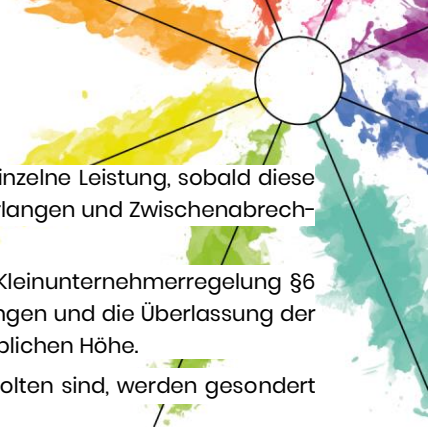 inzelne Leistung, sobald diese
langen und Zwischenabrech-
Kleinunternehmerregelung §6
ngen und die Überlassung der
blichen Höhe.
olten sind, werden gesondert